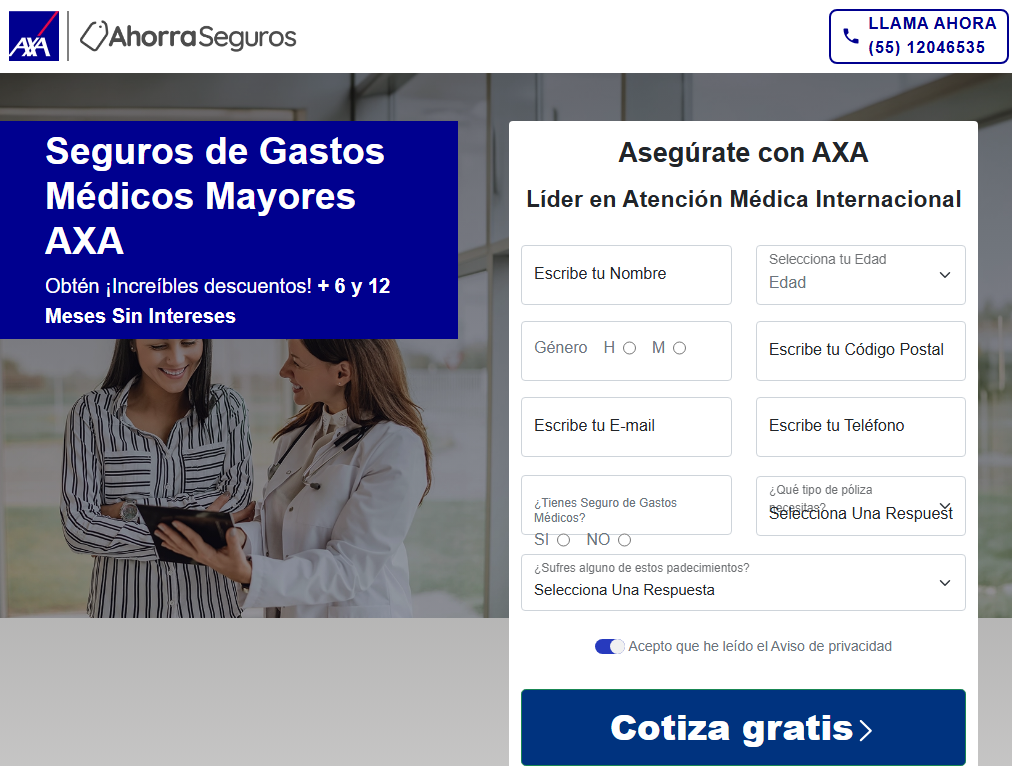 AXA
AhorraSeguros
LLAMA AHORA
(55) 12046535
Seguros de Gastos
Médicos Mayores
AXA
Obtén ¡Increíbles descuentos! + 6 y 12
Meses Sin Intereses
Asegúrate con AXA
Líder en Atención Médica Internacional
Escribe tu Nombre
Selecciona tu Edad
Edad
Género H M
Escribe tu Código Postal
Escribe tu E-mail
Escribe tu Teléfono
¿Tienes Seguro de Gastos
Médicos?
SI NO
¿Qué tipo de póliza
necesitas?
Selecciona Una Respuest
¿Sufres alguno de estos padecimientos?
Selecciona Una Respuesta
Acepto que he leído el Aviso de privacidad
Cotiza gratis